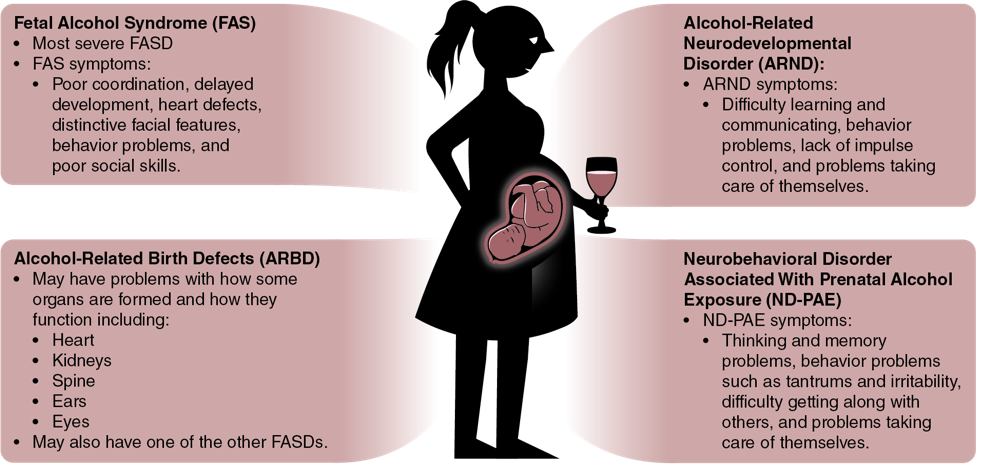 Fetal Alcohol Syndrome (FAS)
• Most severe FASD
• FAS symptoms:
• Poor coordination, delayed
development, heart defects,
distinctive facial features,
behavior problems, and
poor social skills.
Alcohol-Related
Neurodevelopmental
Disorder (ARND):
• ARND symptoms:
• Difficulty learning and
communicating, behavior
problems, lack of impulse
control, and problems taking
care of themselves.
Alcohol-Related Birth Defects (ARBD)
• May have problems with how some
organs are formed and how they
function including:
• Heart
• Kidneys
• Spine
• Ears
• Eyes
• May also have one of the other FASDs.
Neurobehavioral Disorder
Associated With Prenatal Alcohol
Exposure (ND-PAE)
• ND-PAE symptoms:
• Thinking and memory
problems, behavior problems
such as tantrums and irritability,
difficulty getting along with
others, and problems taking
care of themselves.